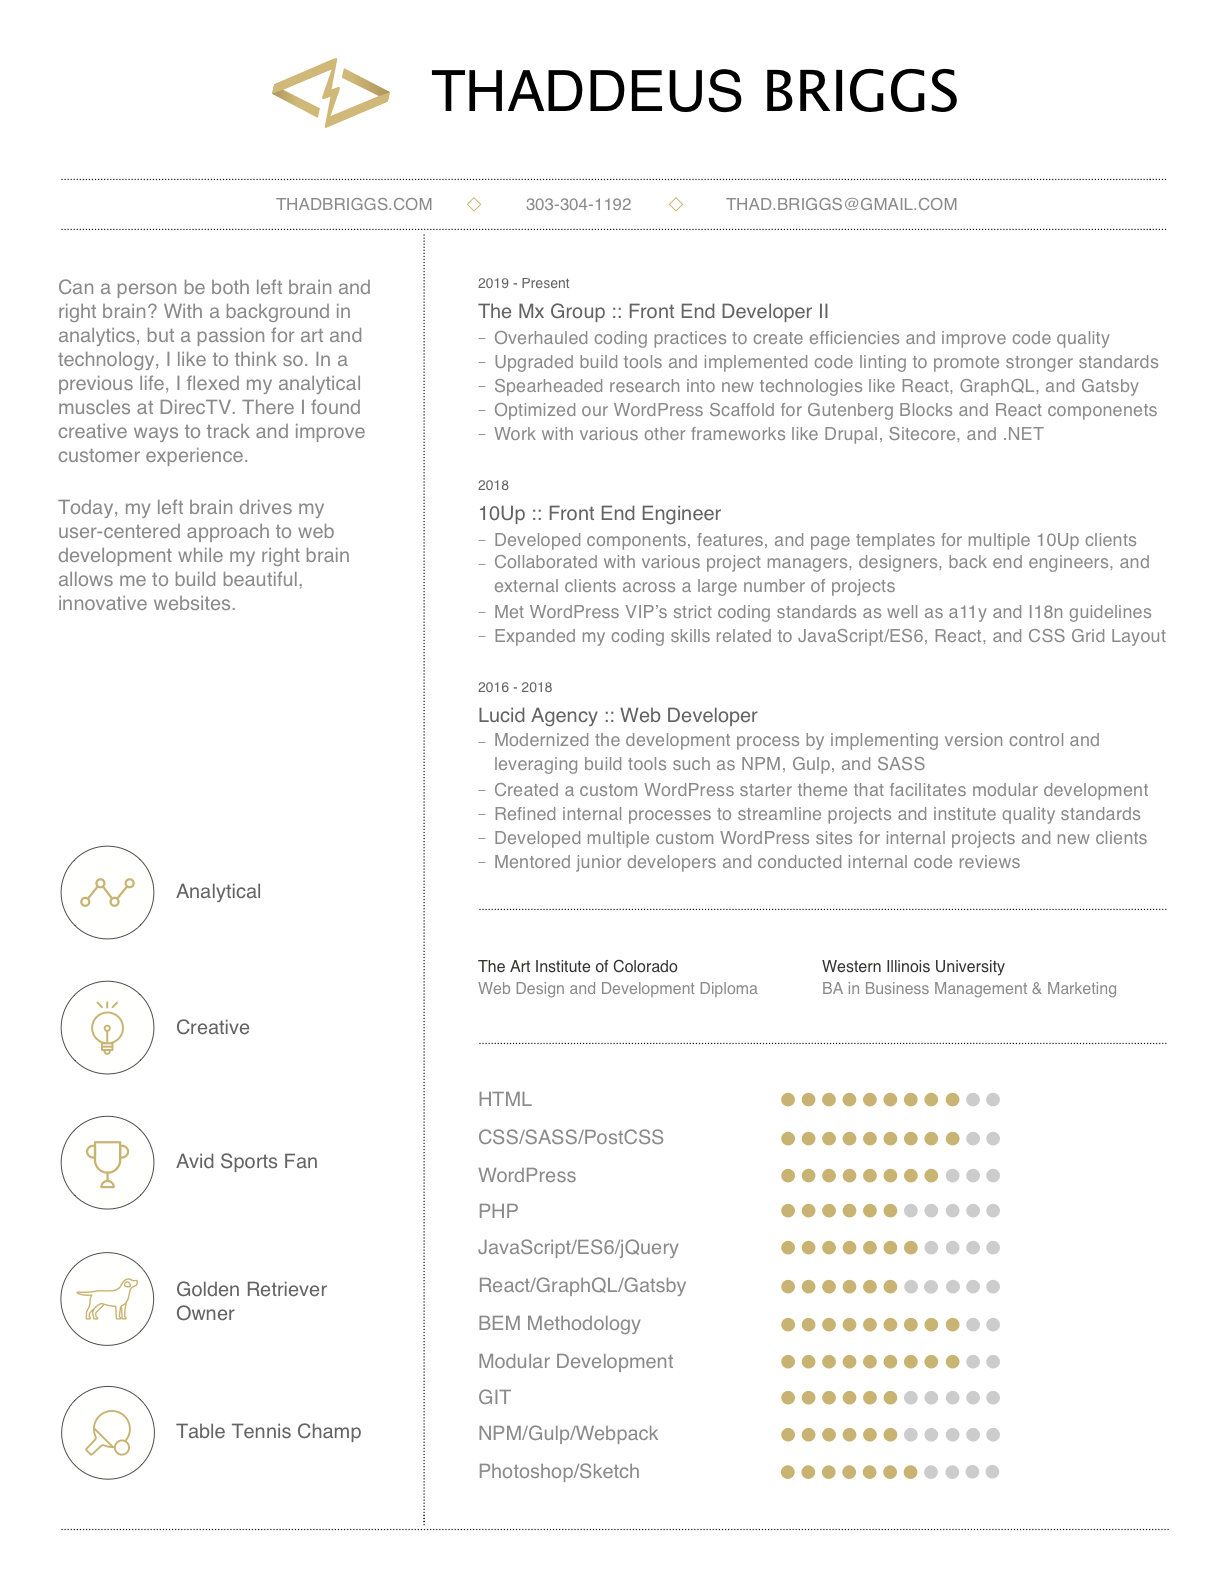 THADDEUS BRIGGS
THADBRIGGS.COM
303-304-1192
THAD.BRIGGS@GMAIL.COM
Can a person be both left brain and
right brain? With a background in
analytics, but a passion for art and
technology, I like to think so. In a
previous life, I flexed my analytical
muscles at DirecTV. There I found
creative ways to track and improve
customer experience.
Today, my left brain drives my
user-centered approach to web
development while my right brain
allows me to build beautiful,
innovative websites.
Analytical
Creative
Avid Sports Fan
Golden Retriever
Owner
Table Tennis Champ
2019 - Present
The Mx Group :: Front End Developer II
– Overhauled coding practices to create efficiencies and improve code quality
– Upgraded build tools and implemented code linting to promote stronger standards
– Spearheaded research into new technologies like React, GraphQL, and Gatsby
– Optimized our WordPress Scaffold for Gutenberg Blocks and React componenets
– Work with various other frameworks like Drupal, Sitecore, and .NET
2018
10Up :: Front End Engineer
– Developed components, features, and page templates for multiple 10Up clients
– Collaborated with various project managers, designers, back end engineers, and
external clients across a large number of projects
– Met WordPress VIP’s strict coding standards as well as a11y and I18n guidelines
– Expanded my coding skills related to JavaScript/ES6, React, and CSS Grid Layout
2016 - 2018
Lucid Agency :: Web Developer
– Modernized the development process by implementing version control and
leveraging build tools such as NPM, Gulp, and SASS
– Created a custom WordPress starter theme that facilitates modular development
– Refined internal processes to streamline projects and institute quality standards
– Developed multiple custom WordPress sites for internal projects and new clients
– Mentored junior developers and conducted internal code reviews
The Art Institute of Colorado
Web Design and Development Diploma
Western Illinois University
BA in Business Management & Marketing
HTML
CSS/SASS/PostCSS
WordPress
PHP
JavaScript/ES6/jQuery
React/GraphQL/Gatsby
BEM Methodology
Modular Development
GIT
NPM/Gulp/Webpack
Photoshop/Sketch